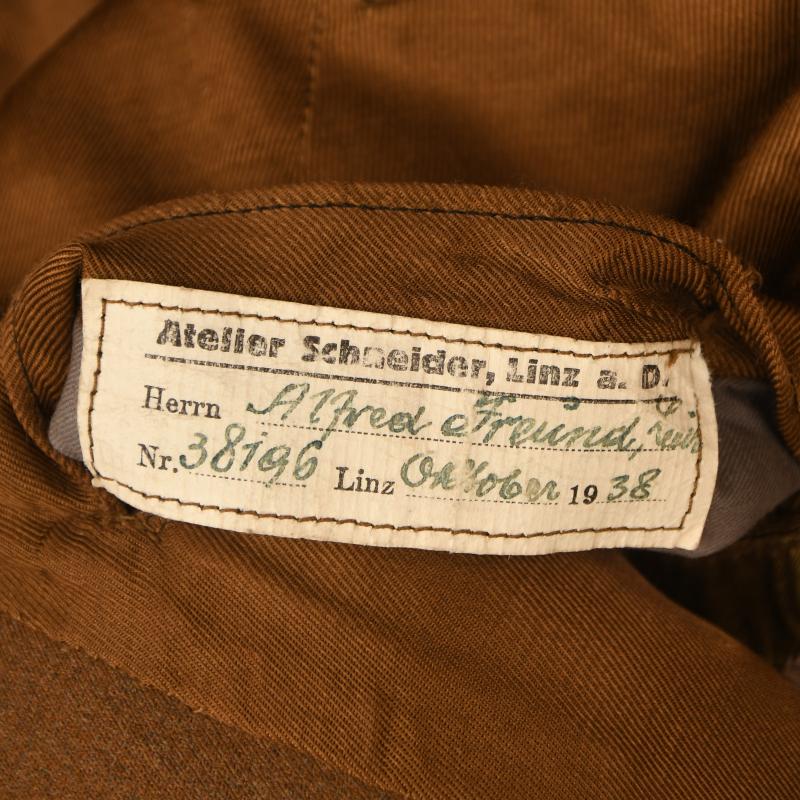 Atelier Schneider, Linz a. D.
Herrn Alfred Freund,
Nr. 38196 Linz Oktober 1938